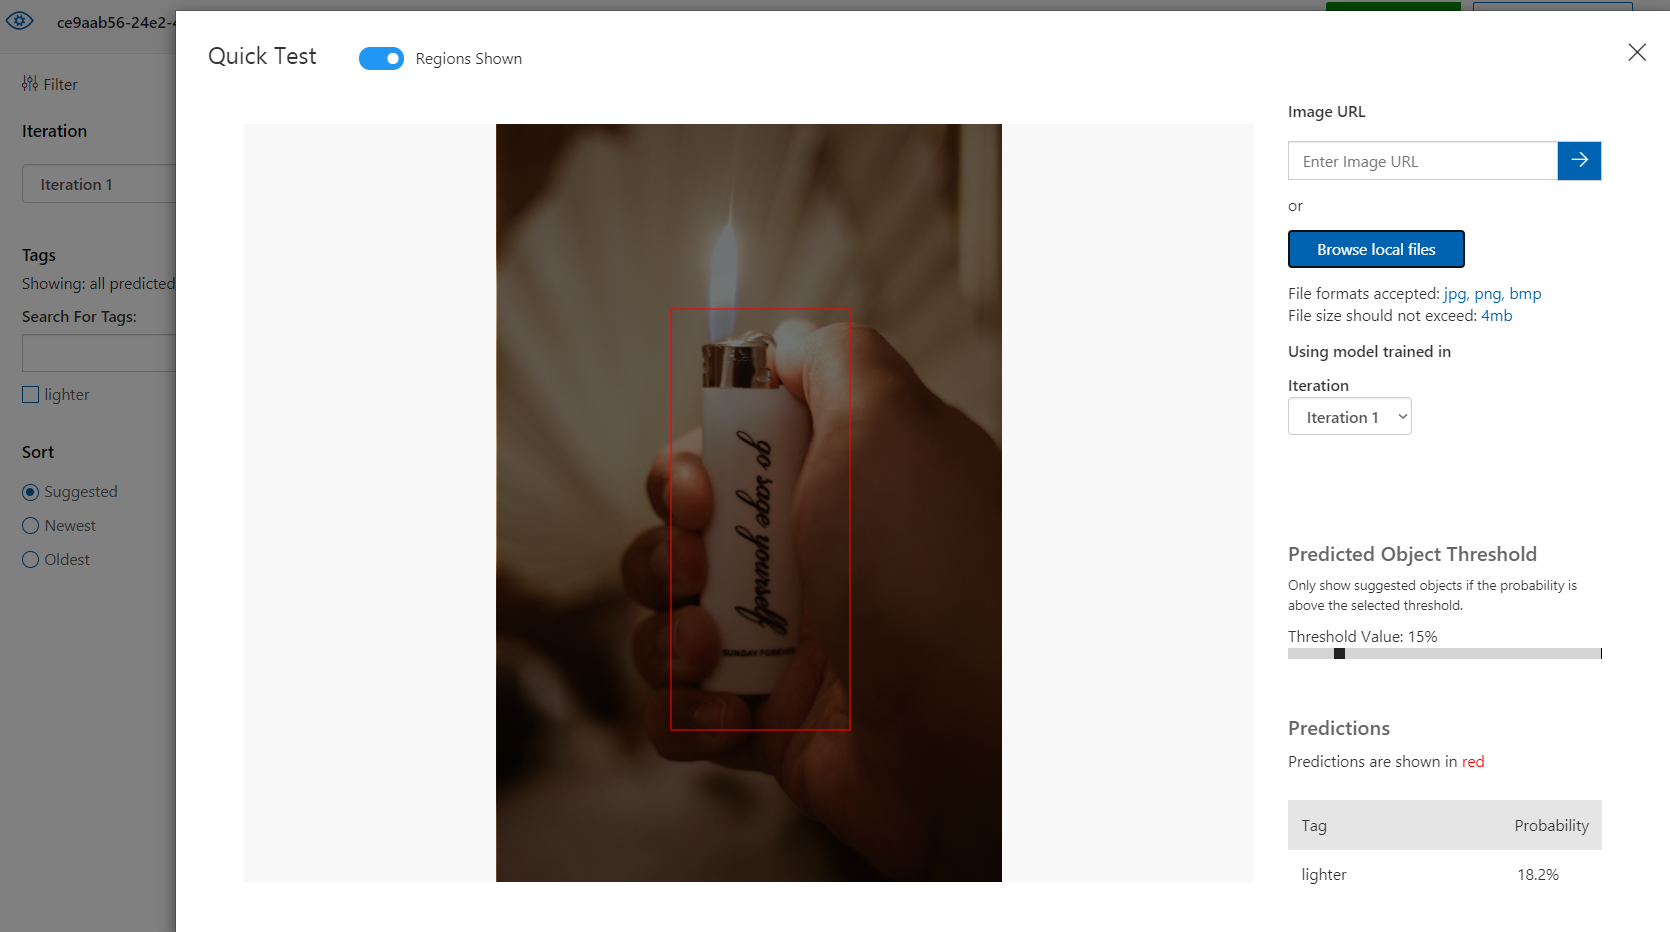 ce9aab56-24e2-4
Quick Test
Regions Shown
Filter
Iteration
Iteration 1
Tags
Showing: all predicted
Search For Tags:
lighter
Sort
Suggested
Newest
Oldest
go sage yourself
SUNDAY FOREVER
Image URL
Enter Image URL
or
Browse local files
File formats accepted: jpg, png, bmp
File size should not exceed: 4mb
Using model trained in
Iteration
Iteration 1
Predicted Object Threshold
Only show suggested objects if the probability is
above the selected threshold.
Threshold Value: 15%
Predictions
Predictions are shown in red
Tag Probability
lighter 18.2%